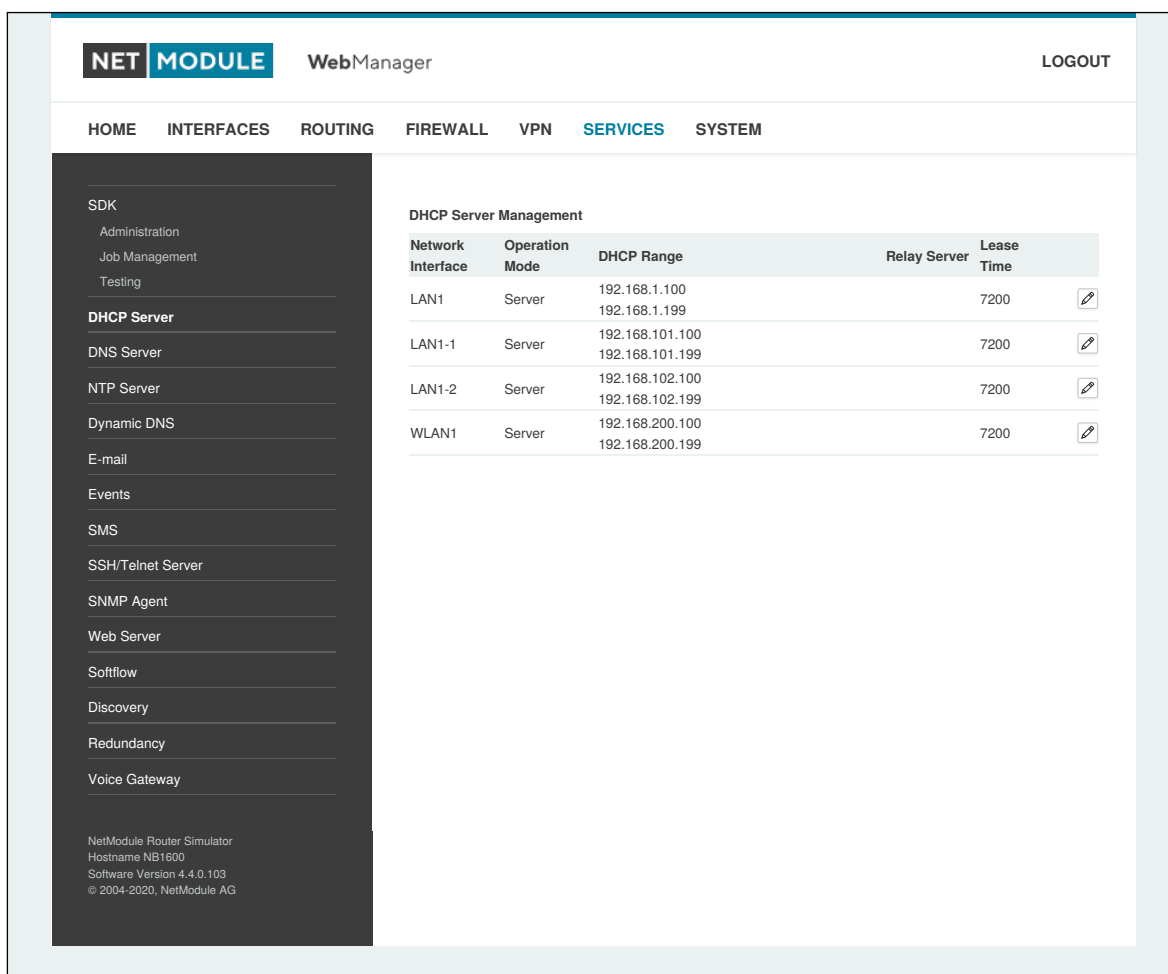 NET MODULE WebManager LOGOUT
HOME INTERFACES ROUTING FIREWALL VPN SERVICES SYSTEM
SDK
Administration
Job Management
Testing
DHCP Server
DNS Server
NTP Server
Dynamic DNS
E-mail
Events
SMS
SSH/Telnet Server
SNMP Agent
Web Server
Softflow
Discovery
Redundancy
Voice Gateway
NetModule Router Simulator
Hostname NB1600
Software Version 4.4.0.103
© 2004-2020, NetModule AG
DHCP Server Management
Network Interface Operation Mode DHCP Range Relay Server Lease Time
LAN1 Server 192.168.1.100 7200
192.168.1.199
LAN1-1 Server 192.168.101.100 7200
192.168.101.199
LAN1-2 Server 192.168.102.100 7200
192.168.102.199
WLAN1 Server 192.168.200.100 7200
192.168.200.199